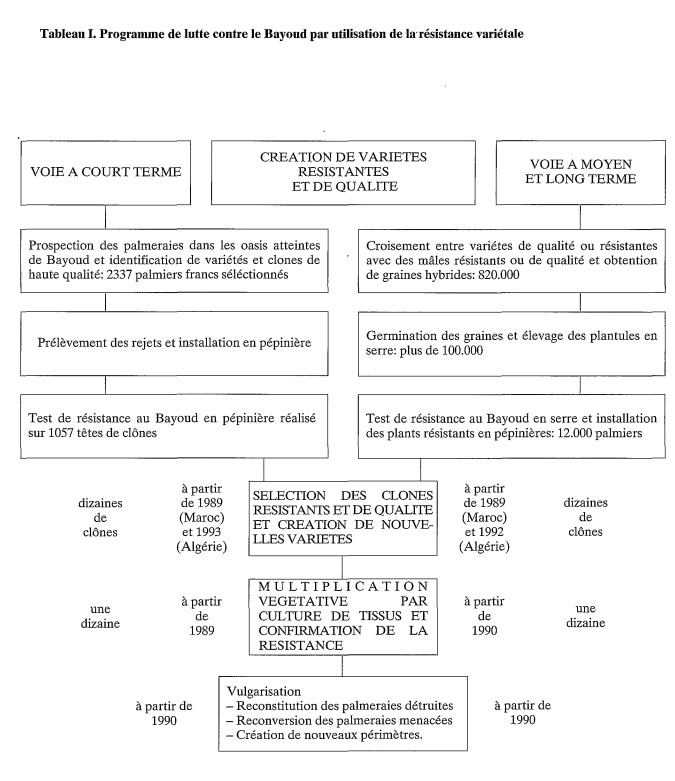 Tableau I. Programme de lutte contre le Bayoud par utilisation de la résistance variétale
VOIE A COURT TERME
CREATION DE VARIETES
RESISTANTES
ET DE QUALITE
VOIE A MOYEN
ET LONG TERME
Prospection des palmeraies dans les oasis atteintes
de Bayoud et identification de variétés et clones de
haute qualité: 2337 palmiers francs séléctionnés
Croisement entre variétes de qualité ou résistantes
avec des mâles résistants ou de qualité et obtention
de graines hybrides: 820.000
Prélèvement des rejets et installation en pépinière
Germination des graines et élevage des plantules en
serre: plus de 100.000
Test de résistance au Bayoud en pépinière réalisé
sur 1057 têtes de clônes
Test de résistance au Bayoud en serre et installation
des plants résistants en pépinières: 12.000 palmiers
dizaines
de
clônes
à partir
de 1989
(Maroc)
et 1993
(Algérie)
SELECTION DES CLONES
RESISTANTS ET DE QUALITE
ET CREATION DE NOUVE-
LLES VARIETES
à partir
de 1989
(Maroc)
et 1992
(Algérie)
dizaines
de
clônes
une
dizaine
à partir
de
1989
MULTIPLICATION
VEGETATIVE PAR
CULTURE DE TISSUS ET
CONFIRMATION DE LA
RESISTANCE
à partir
de
1990
une
dizaine
à partir de
1990
Vulgarisation
– Reconstitution des palmeraies détruites
– Reconversion des palmeraies menacées
– Création de nouveaux périmètres.
à partir de
1990